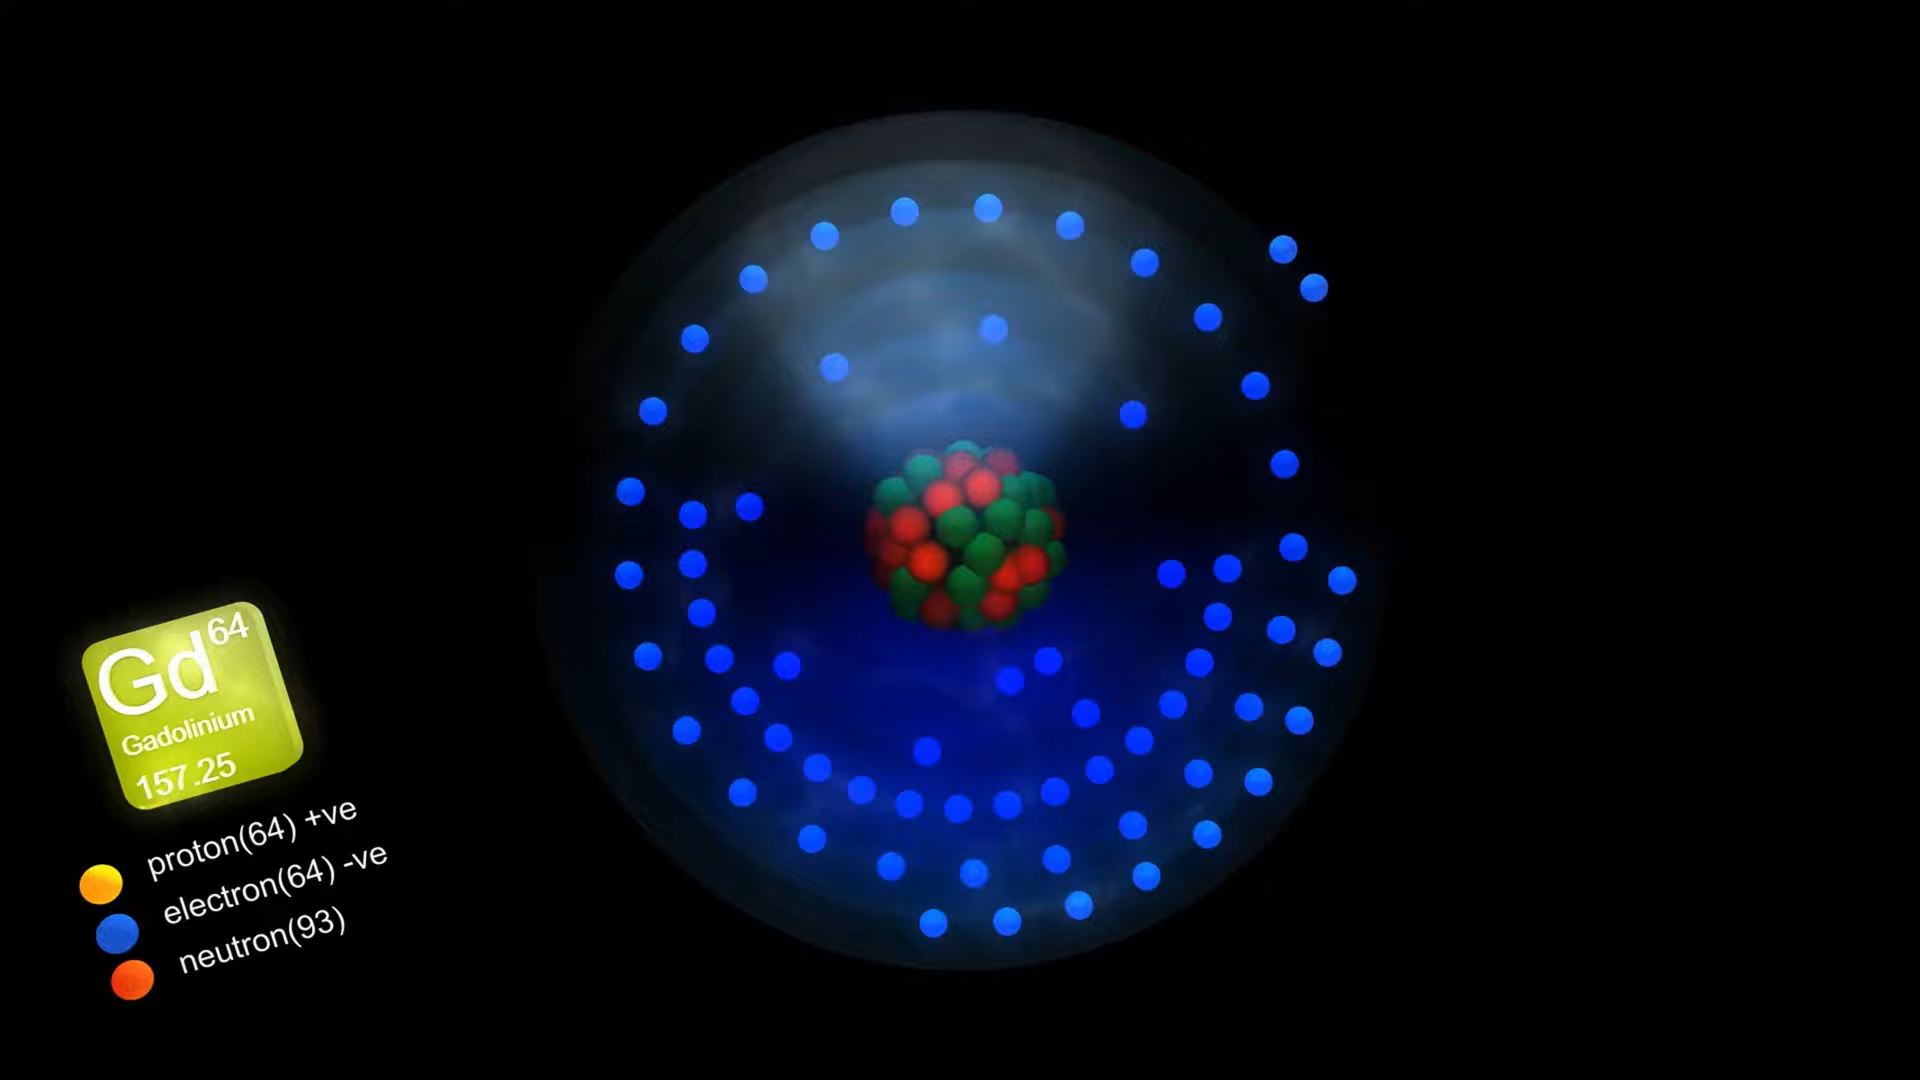 Gd 64
Gadolinium
157.25
proton(64) +ve
electron(64) -ve
neutron(93)